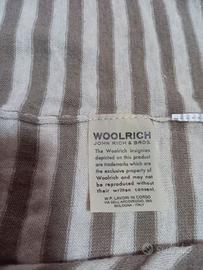 WOOLRICH
JOHN RICH & BROS.
The Woolrich insignias
depicted on this product
are trademarks which are
the exclusive property of
Woolrich and may not
be reproduced without
their written consent.
W.P. LAVORI IN CORSO
BOLOGNA - ITALY